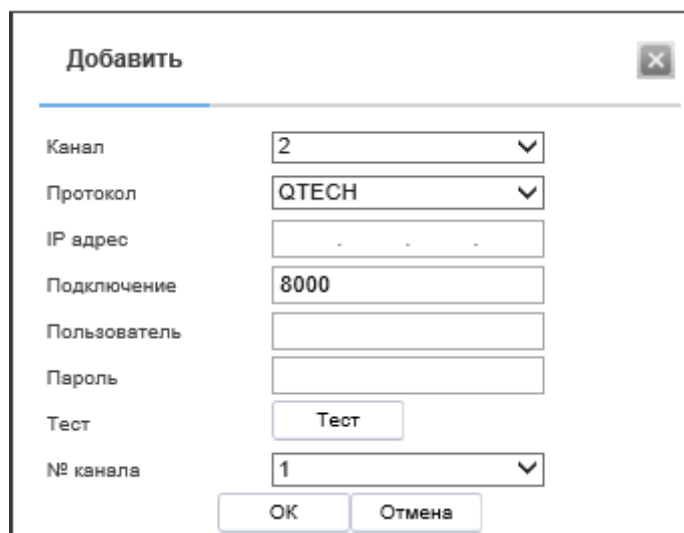 Добавить
Канал 2
Протокол QTECH
IP адрес . . .
Подключение 8000
Пользователь
Пароль
Тест Тест
№ канала 1
ОК Отмена